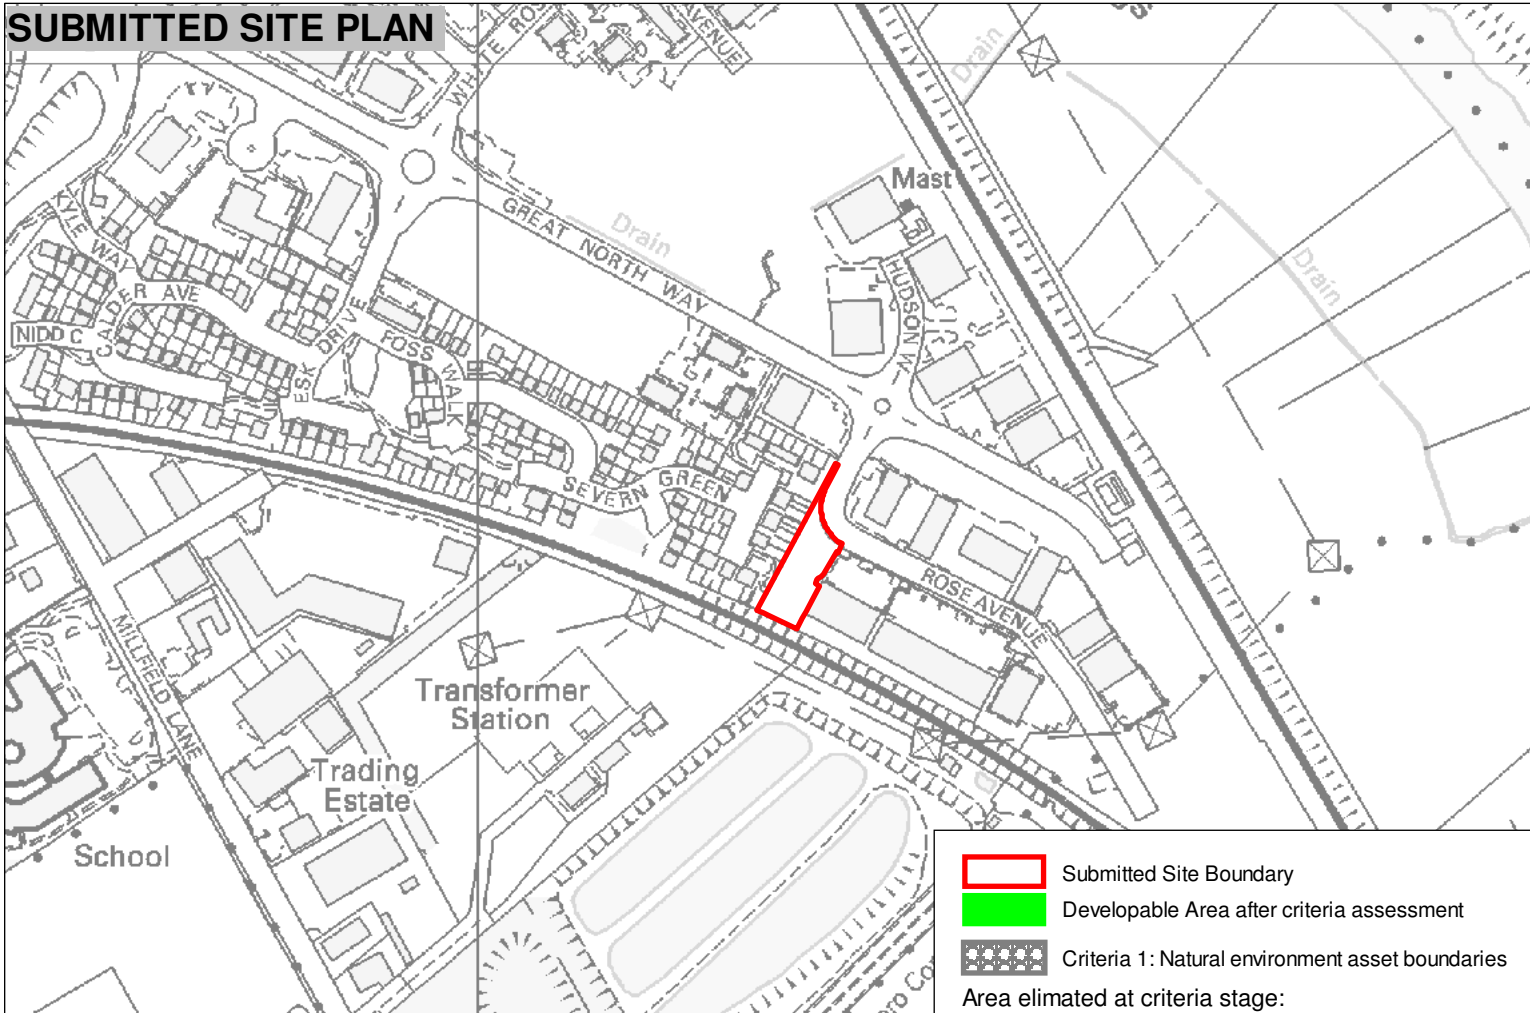 SUBMITTED SITE PLAN
AVENUE
Drain
Mast
KYLE WAY
GREAT NORTH WAY
Drain
HUDSON W
Drain
CALDER AVE
NIDD C
ESK DRIVE
FOSS WALK
SEVERN GREEN
ROSE AVENUE
MILLFIELD LANE
Transformer
Station
Trading
Estate
School
Submitted Site Boundary
Developable Area after criteria assessment
Criteria 1: Natural environment asset boundaries
Area elimated at criteria stage: